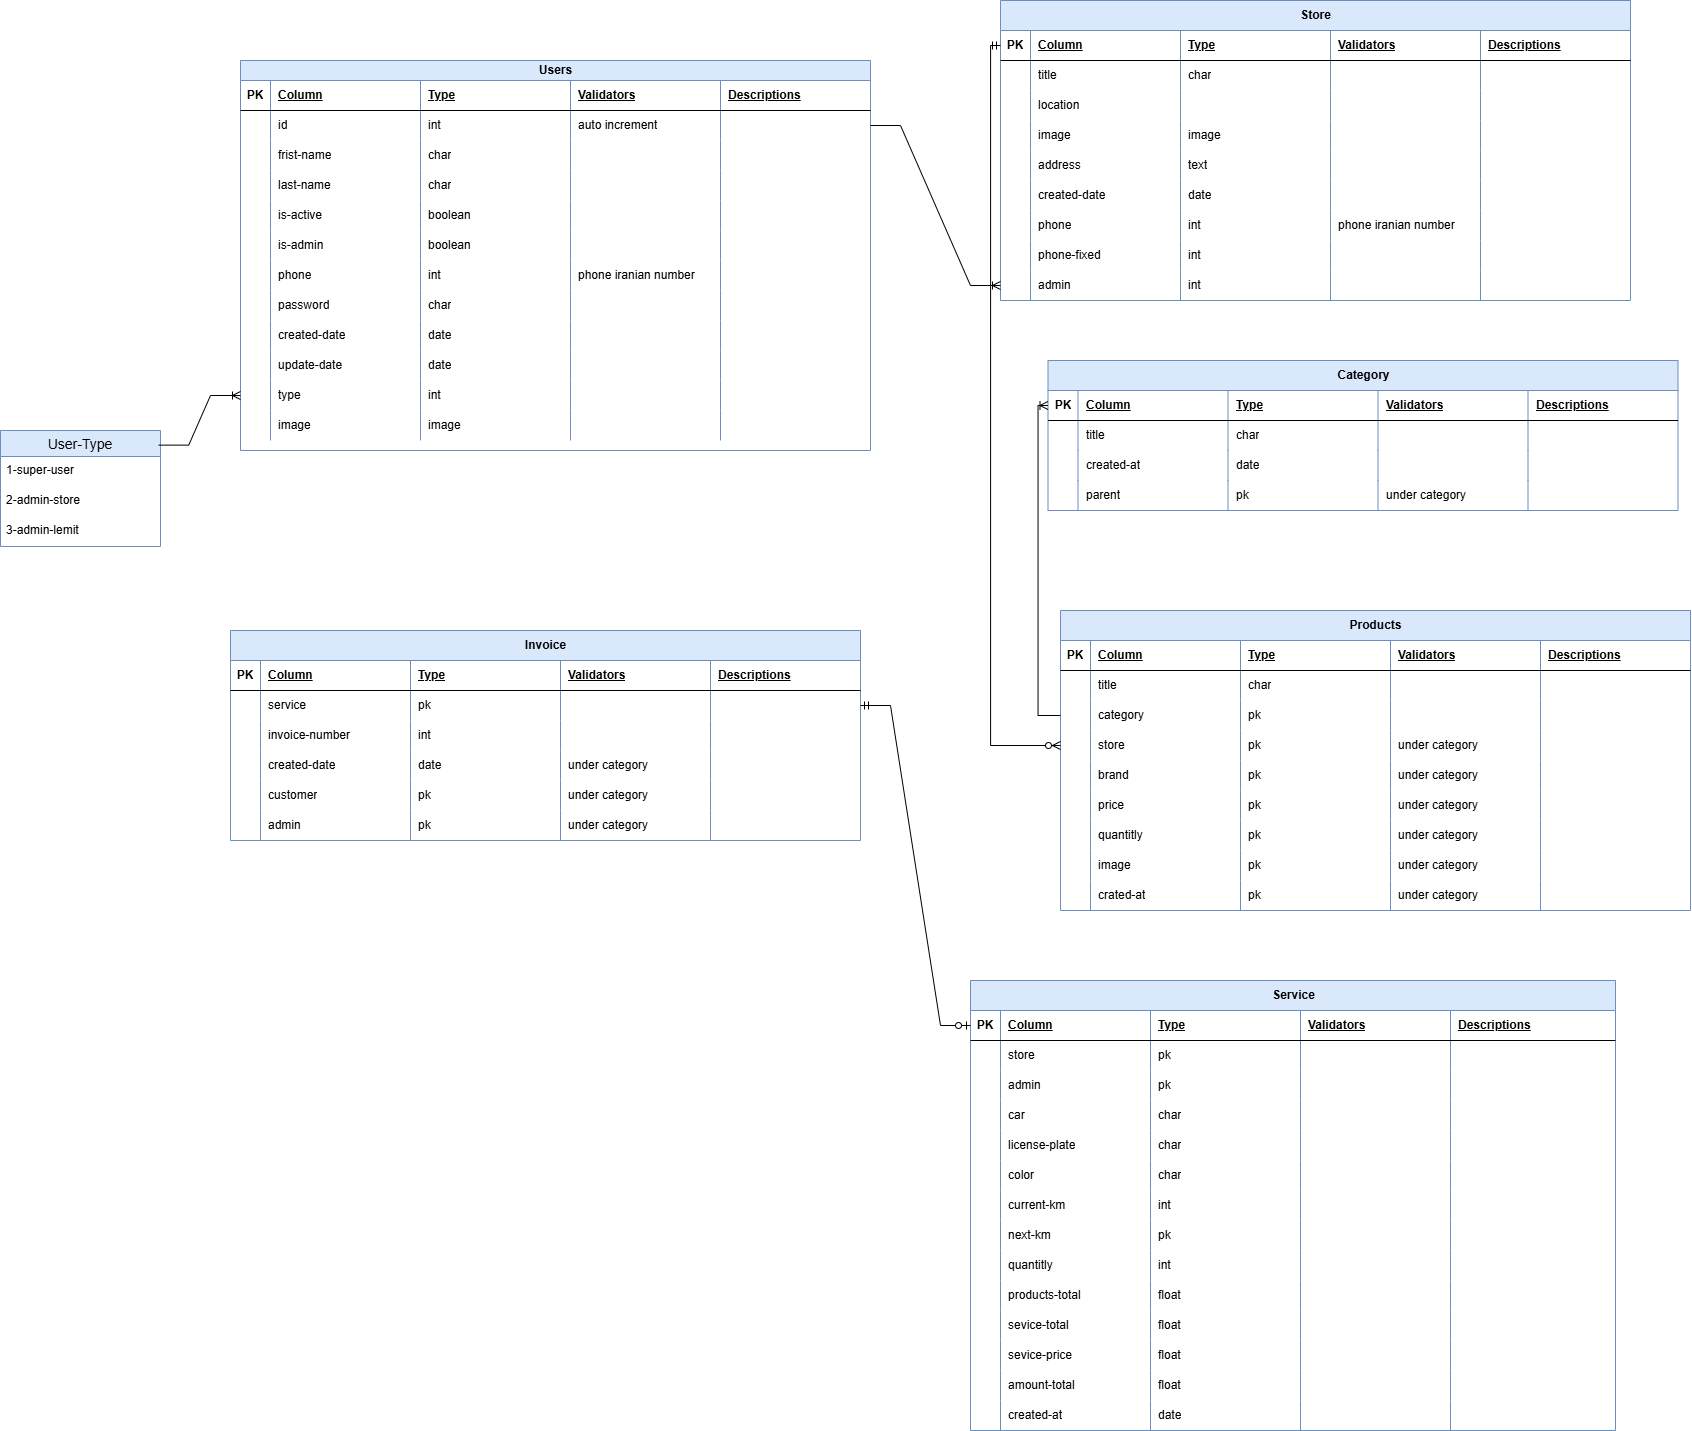 Users
PK Column Type Validators Descriptions
id int auto increment
frist-name char
last-name char
is-active boolean
is-admin boolean
phone int phone iranian number
password char
created-date date
update-date date
type int
image image
User-Type
1-super-user
2-admin-store
3-admin-lemit
Store
PK Column Type Validators Descriptions
title char
location
image image
address text
created-date date
phone int phone iranian number
phone-fixed int
admin int
Category
PK Column Type Validators Descriptions
title char
created-at date
parent pk under category
Invoice
PK Column Type Validators Descriptions
service pk
invoice-number int
created-date date under category
customer pk under category
admin pk under category
Products
PK Column Type Validators Descriptions
title char
category pk
store pk under category
brand pk under category
price pk under category
quantitly pk under category
image pk under category
crated-at pk under category
Service
PK Column Type Validators Descriptions
store pk
admin pk
car char
license-plate char
color char
current-km int
next-km pk
quantitly int
products-total float
sevice-total float
sevice-price float
amount-total float
created-at date